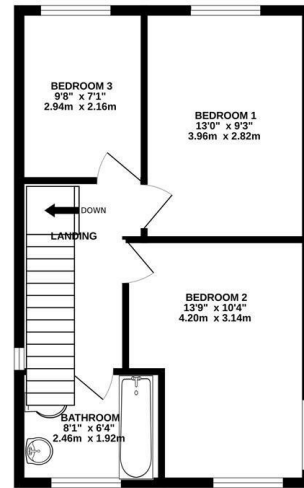 BEDROOM 3
9'8" x 7'1"
2.94m x 2.16m
BEDROOM 1
13'0" x 9'3"
3.96m x 2.82m
DOWN
LANDING
BEDROOM 2
13'9" x 10'4"
4.20m x 3.14m
BATHROOM
8'1" x 6'4"
2.46m x 1.92m